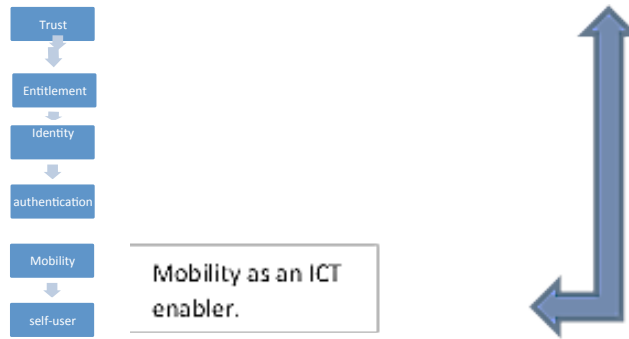 Trust
Entitlement
Identity
authentication
Mobility
Mobility as an ICT
enabler.
self-user